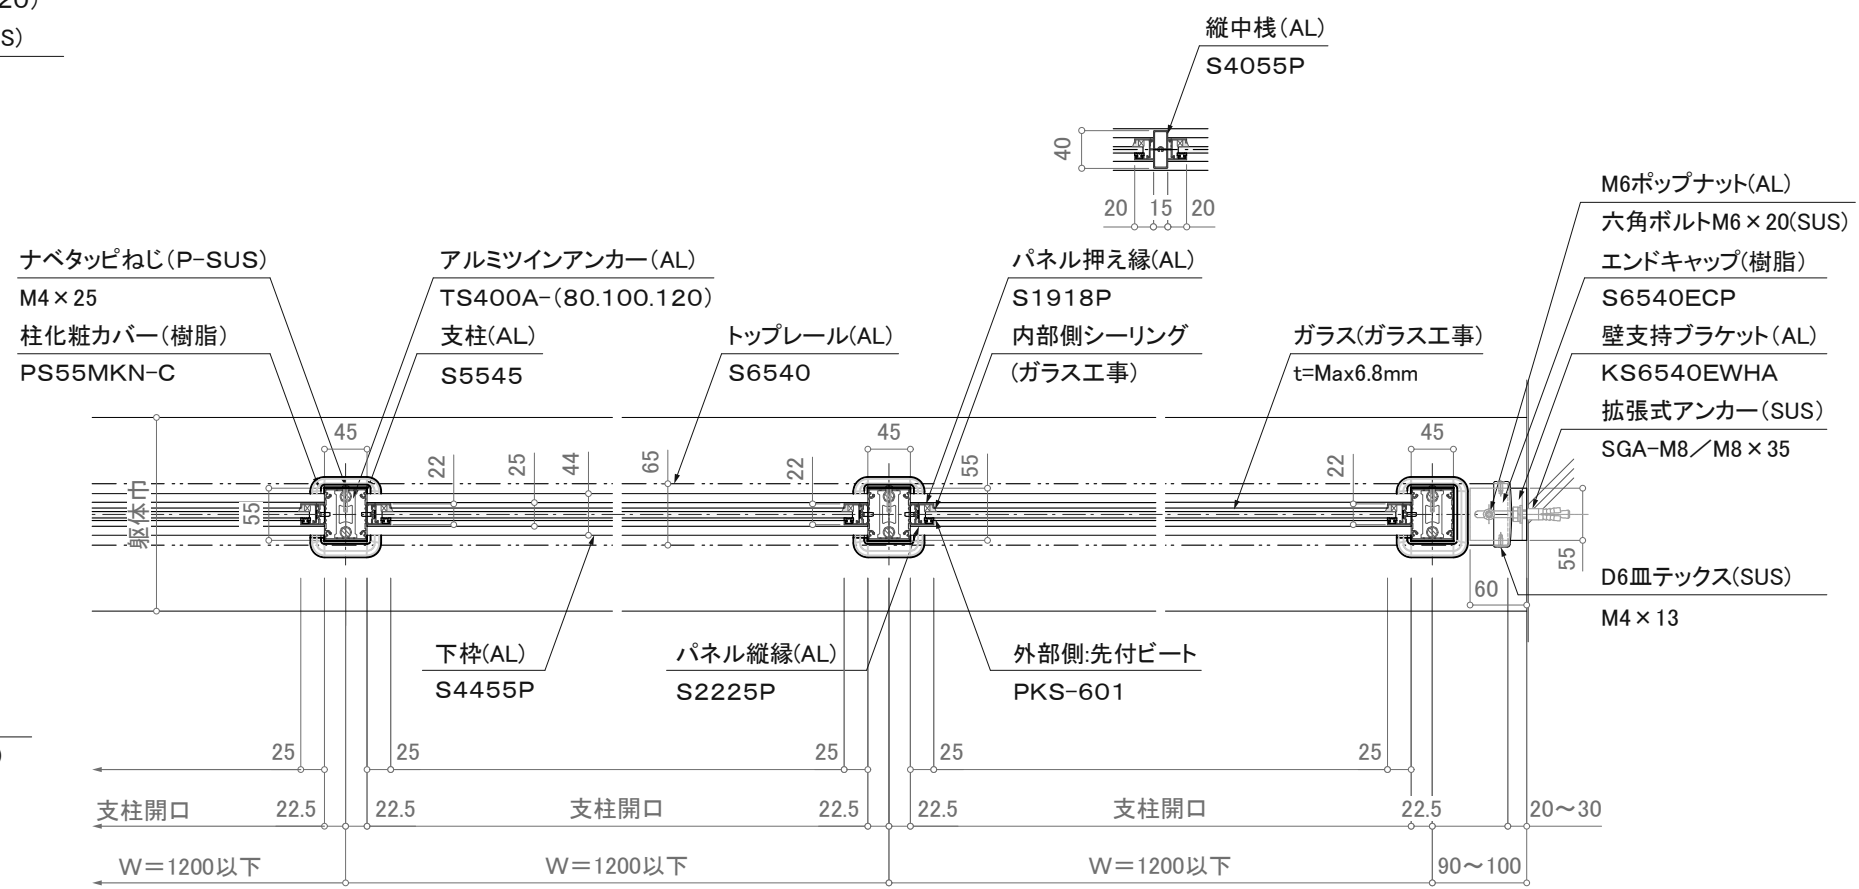 20)
S)
縦中桟(AL)
S4055P
40
20 15 20
M6ポップナット(AL)
六角ボルトM6×20(SUS)
エンドキャップ(樹脂)
S6540ECP
壁支持ブラケット(AL)
KS6540EWHA
拡張式アンカー(SUS)
SGA-M8／M8×35
ナベタッピねじ(P-SUS)
M4×25
柱化粧カバー(樹脂)
PS55MKN-C
アルミツインアンカー(AL)
TS400A-(80.100.120)
支柱(AL)
S5545
トップレール(AL)
S6540
パネル押え縁(AL)
S1918P
内部側シーリング
(ガラス工事)
ガラス(ガラス工事)
t=Max6.8mm
45 45 45
22 25 44 65 22 55 22
躯体巾
55
55
60
D6皿テックス(SUS)
M4×13
下枠(AL)
S4455P
パネル縦縁(AL)
S2225P
外部側:先付ビート
PKS-601
)
25 25 25 25 25
支柱開口 22.5 22.5 支柱開口 22.5 22.5 支柱開口 22.5 20～30
W＝1200以下 W＝1200以下 W＝1200以下 90～100